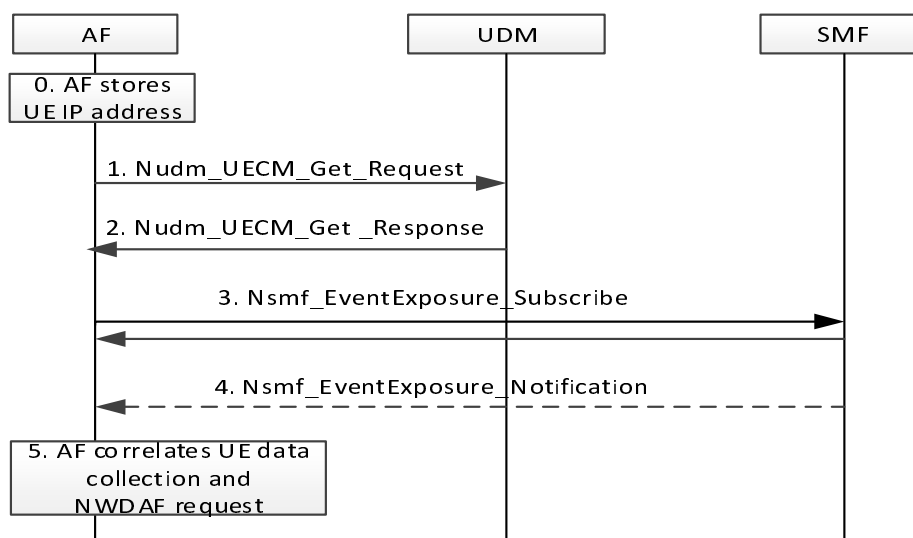 AF
UDM
SMF
0. AF stores
UE IP address
1. Nudm_UECM_Get_Request
2. Nudm_UECM_Get _Response
3. Nsmf_EventExposure_Subscribe
4. Nsmf_EventExposure_Notification
5. AF correlates UE data
collection and
NWDAF request